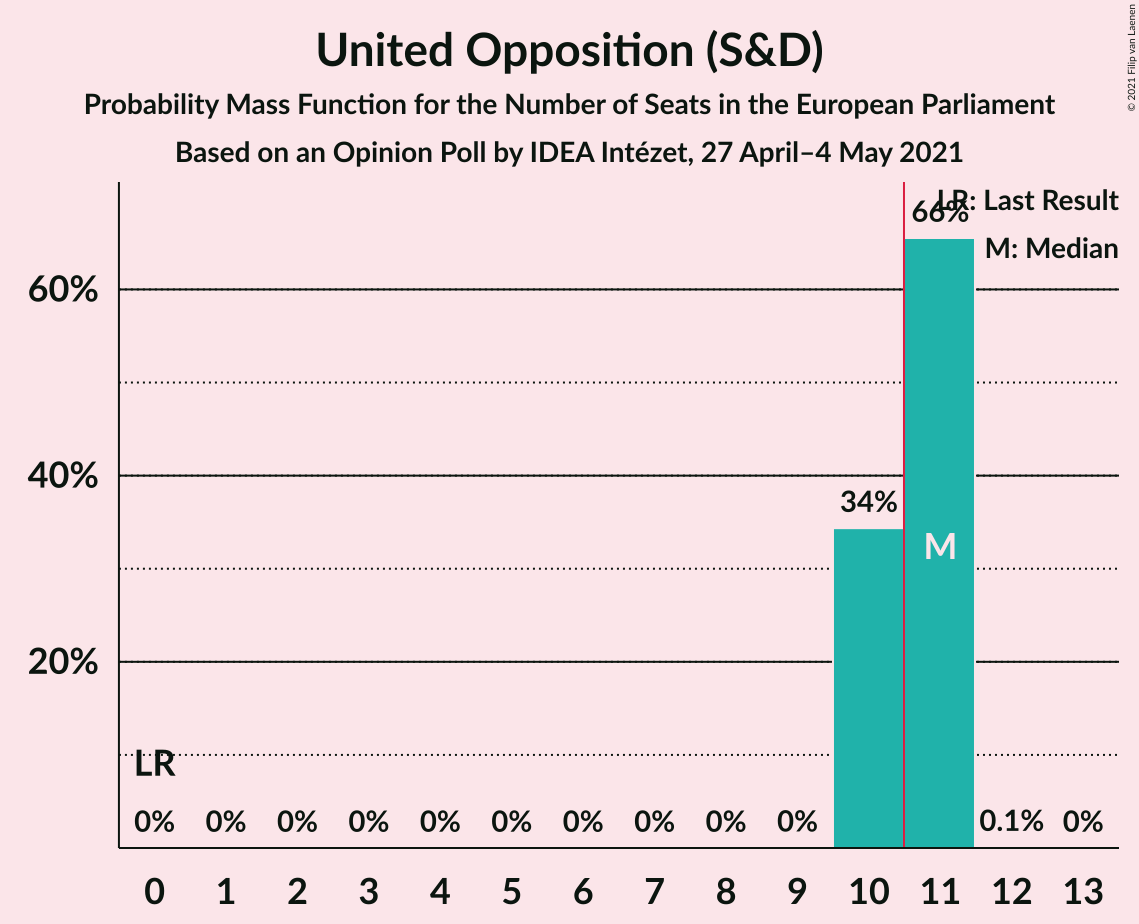 United Opposition (S&D)
Probability Mass Function for the Number of Seats in the European Parliament
Based on an Opinion Poll by IDEA Intézet, 27 April–4 May 2021
© 2021 Filip van Laenen
LR: Last Result
M: Median
66%
60%
40%
34%
M
20%
LR
0% 0% 0% 0% 0% 0% 0% 0% 0% 0% 0.1% 0%
0 1 2 3 4 5 6 7 8 9 10 11 12 13